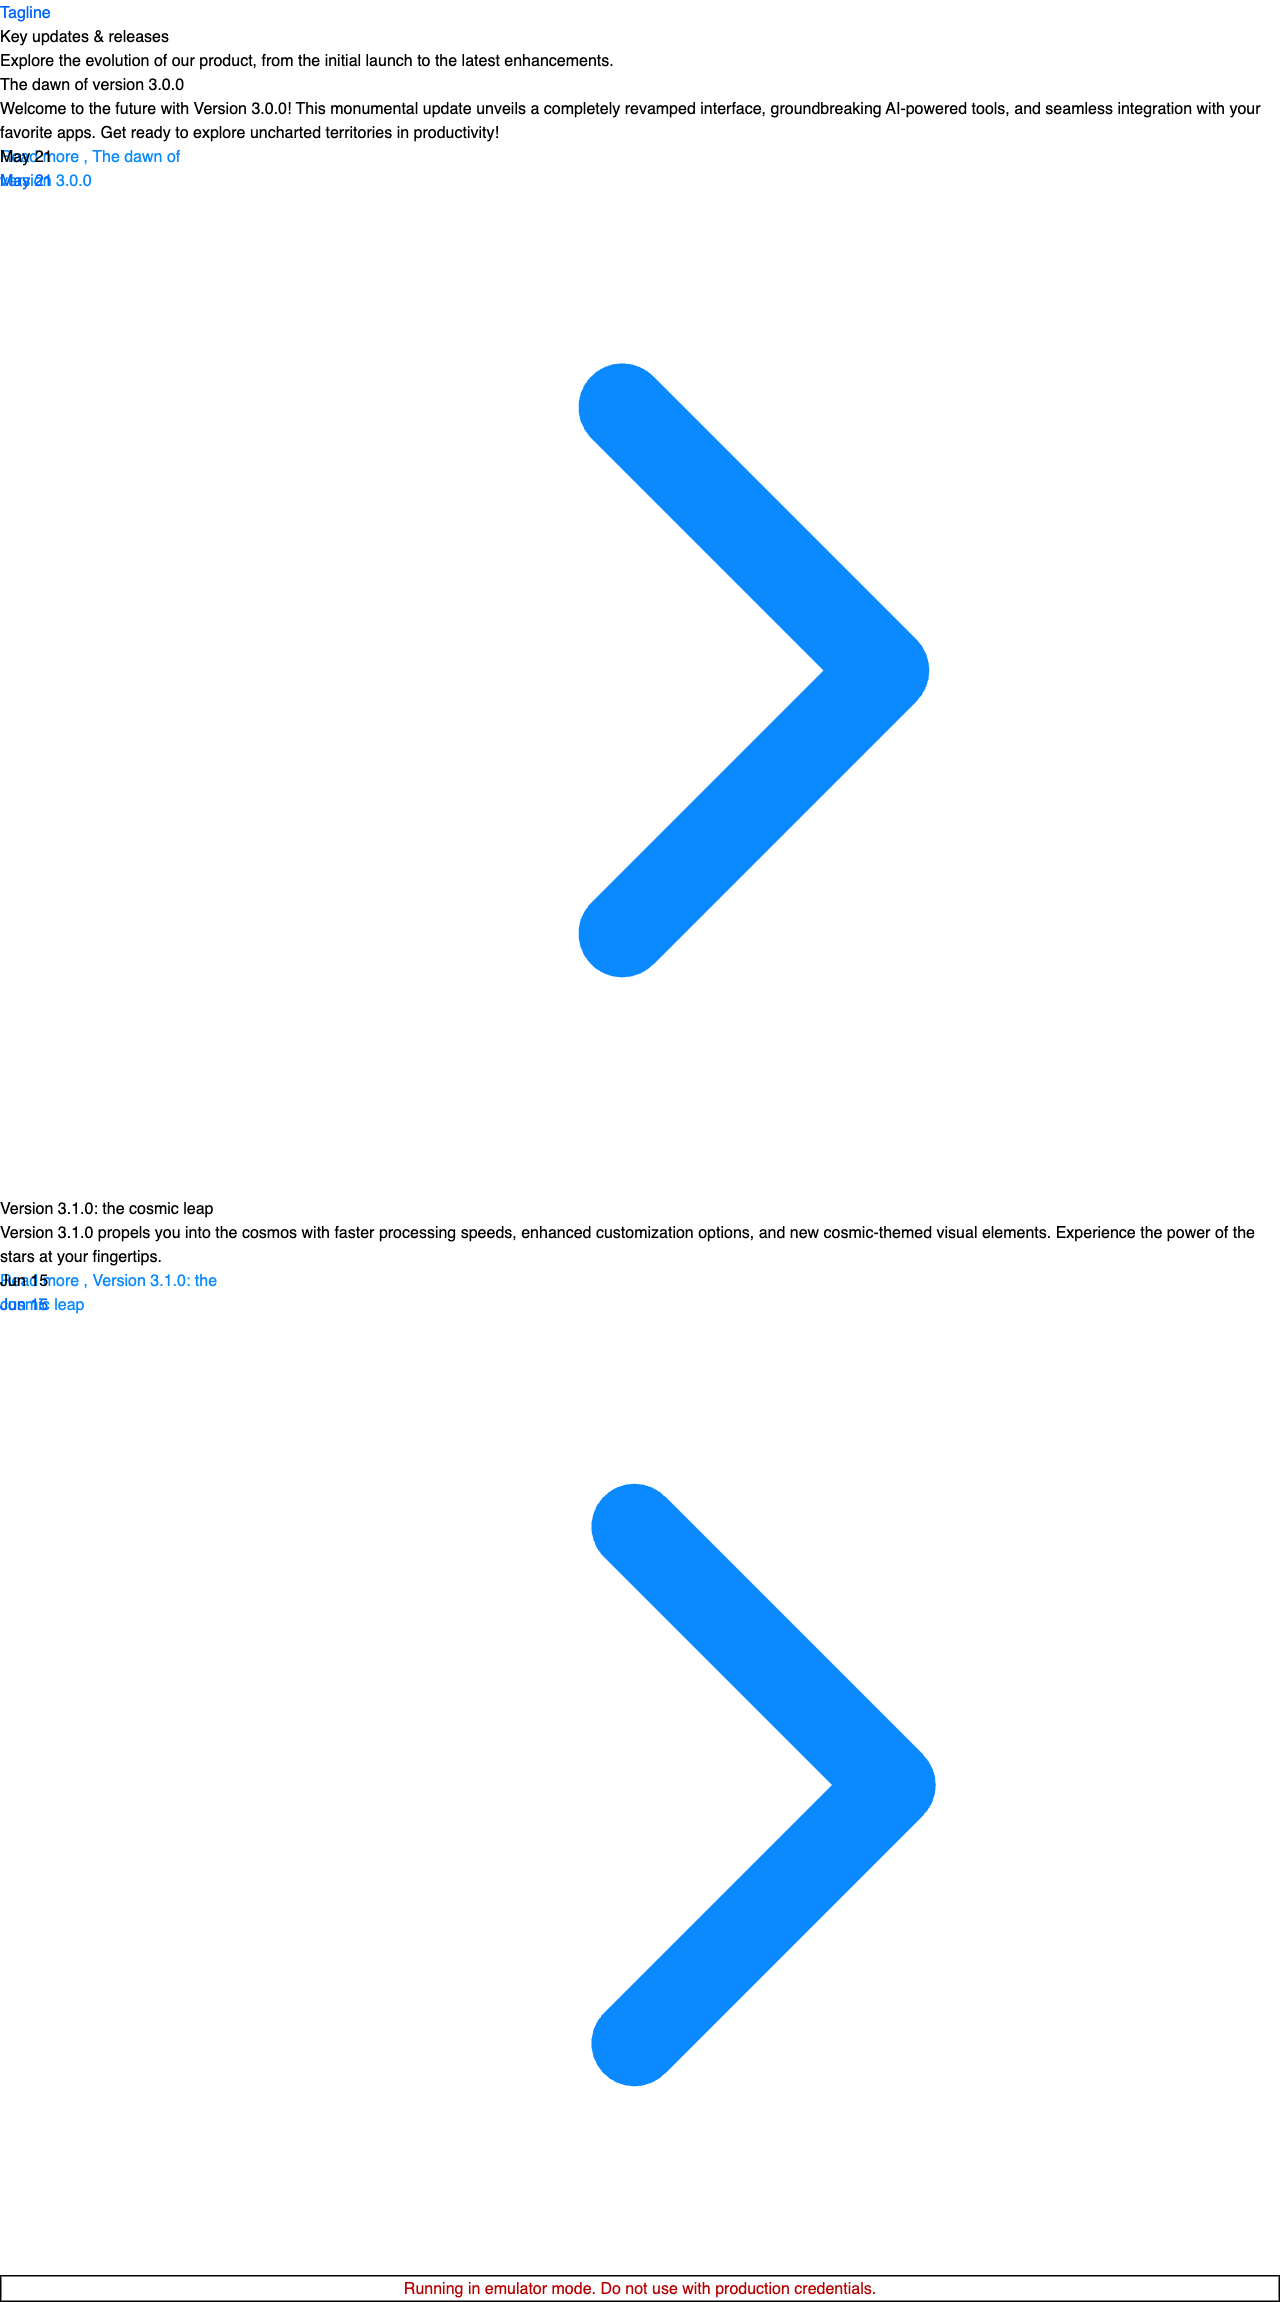 Tagline
Key updates & releases
Explore the evolution of our product, from the initial launch to the latest enhancements.
The dawn of version 3.0.0
Welcome to the future with Version 3.0.0! This monumental update unveils a completely revamped interface, groundbreaking AI-powered tools, and seamless integration with your
favorite apps. Get ready to explore uncharted territories in productivity!
May 21
Read more , The dawn of
May 21
version 3.0.0
Version 3.1.0: the cosmic leap
Version 3.1.0 propels you into the cosmos with faster processing speeds, enhanced customization options, and new cosmic-themed visual elements. Experience the power of the
stars at your fingertips.
Jun 15
Read more , Version 3.1.0: the
Jun 15
cosmic leap
Running in emulator mode. Do not use with production credentials.